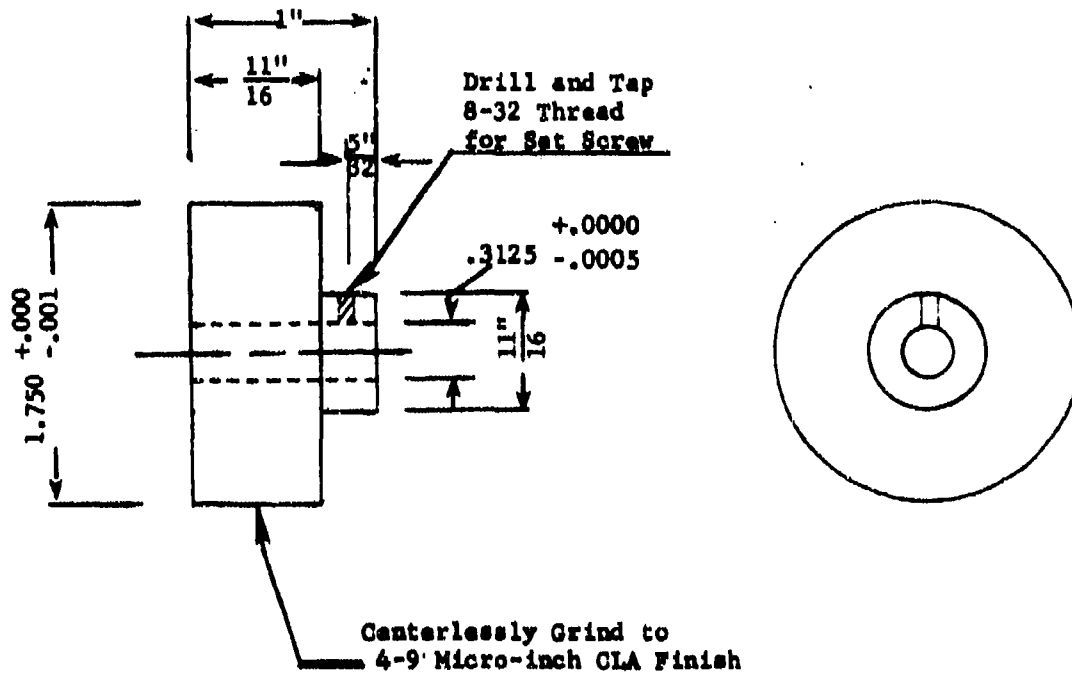 1"
11"
16
Drill and Tap
8-32 Thread
for Set Screw
5"
32
+.0000
.3125 -.0005
1.750 +.000
-.001
11"
16
Centerlessly Grind to
4-9 Micro-inch CLA Finish